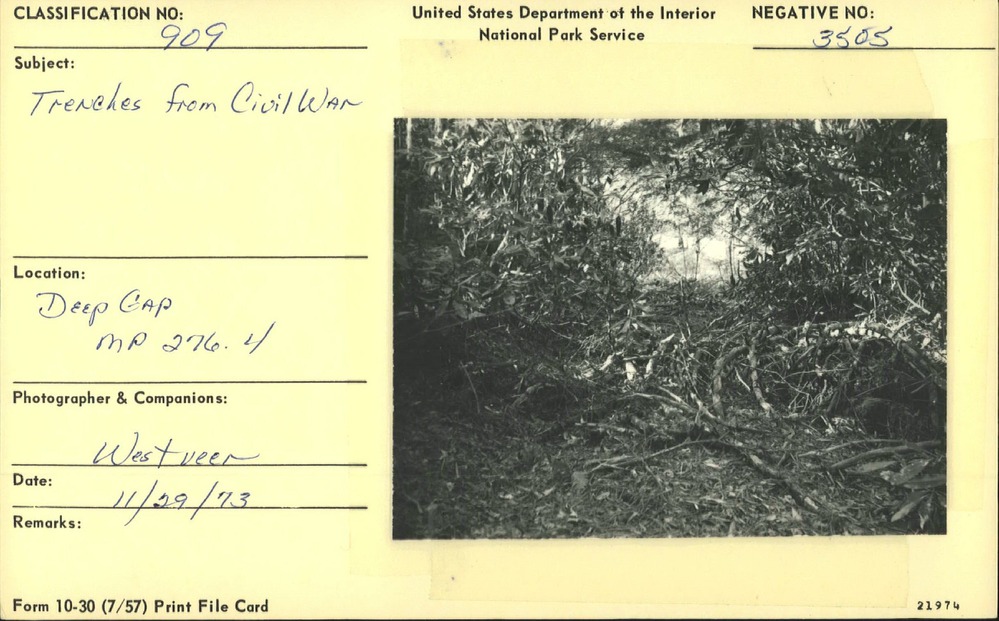 CLASSIFICATION NO:
909
United States Department of the Interior
National Park Service
NEGATIVE NO:
3505
Subject:
Trenches from Civil War
Location:
Deep Gap
MP 276.4
Photographer & Companions:
Westveer
Date:
11/29/73
Remarks:
Form 10-30 (7/57) Print File Card
21974